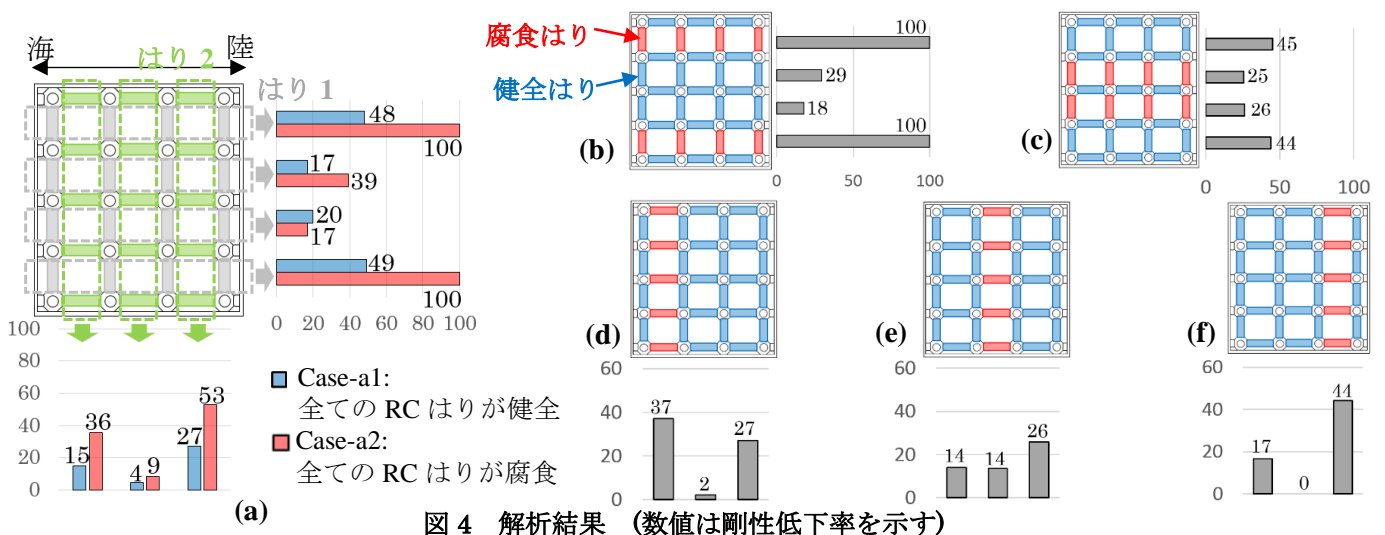 海
陸
はり 2
はり 1
48
100
17
39
20
17
49
100
0 20 40 60 80 100
100
80
60
40
20
0
15
36
4
9
27
53
(a)
Case-a1:
全ての RC はりが健全
Case-a2:
全ての RC はりが腐食
腐食はり
健全はり
(b)
100
29
18
100
0 50 100
(c)
45
25
26
44
0 50 100
(d)
60
40
20
0
37
2
27
(e)
60
40
20
0
14
14
26
(f)
60
40
20
0
17
0
44
図 4 解析結果 (数値は剛性低下率を示す)